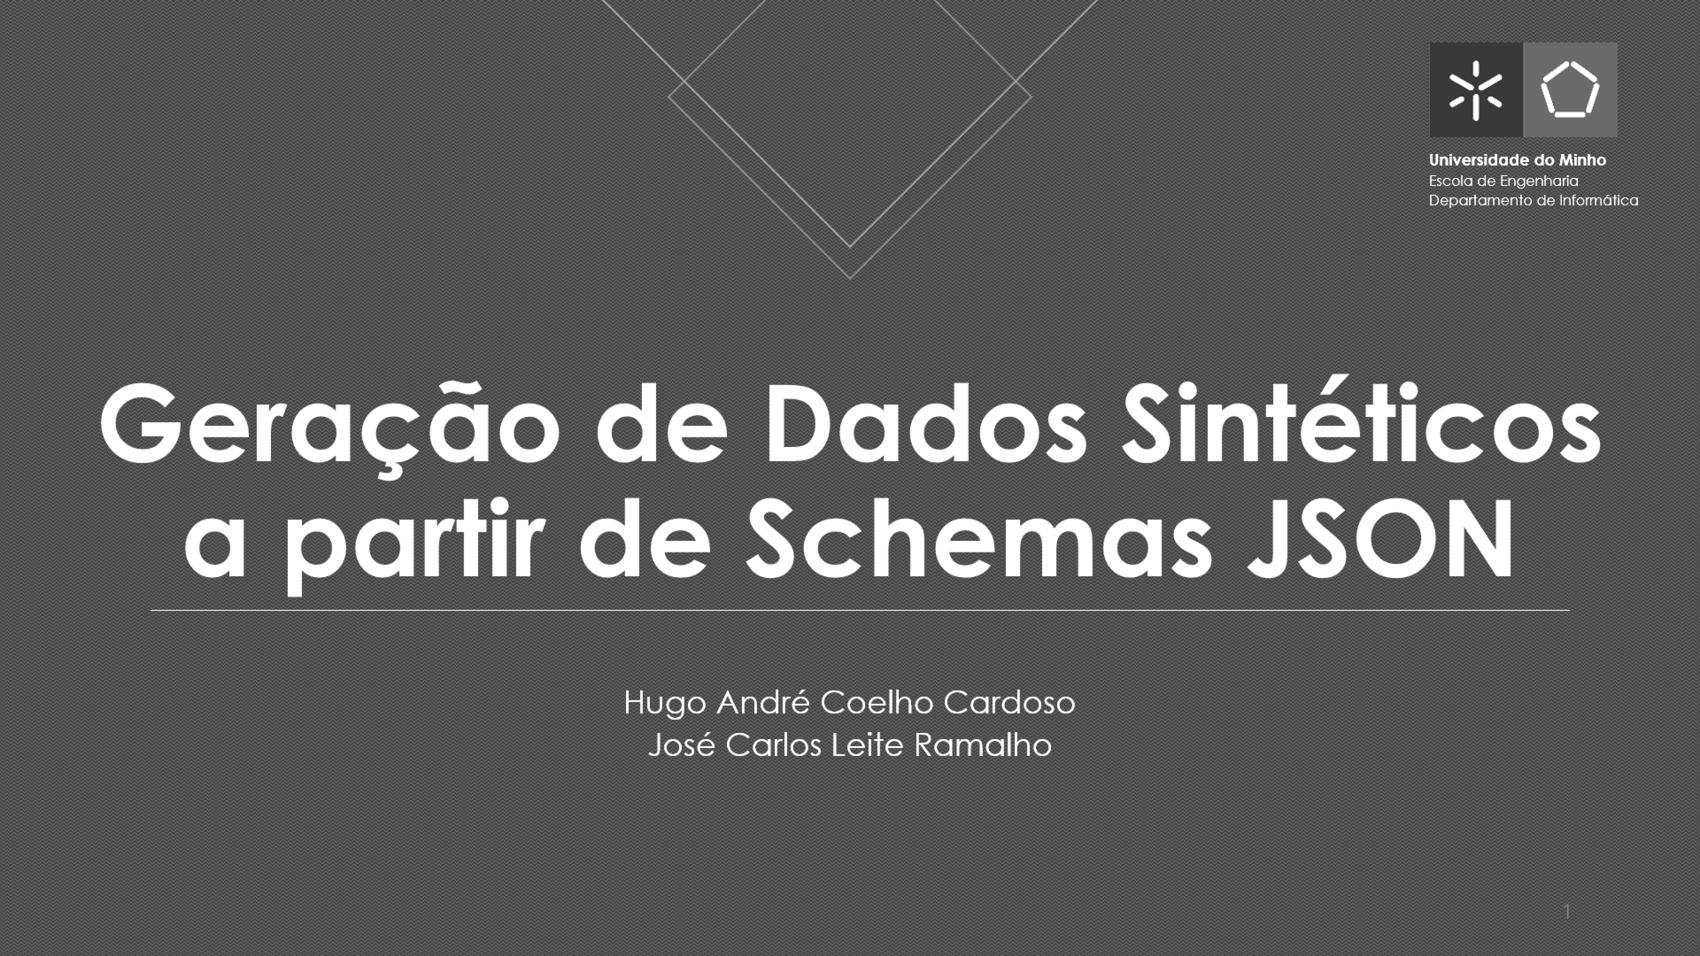 Universidade do Minho
Escola de Engenharia
Departamento de Informática
Geração de Dados Sintéticos
a partir de Schemas JSON
Hugo André Coelho Cardoso
José Carlos Leite Ramalho
1